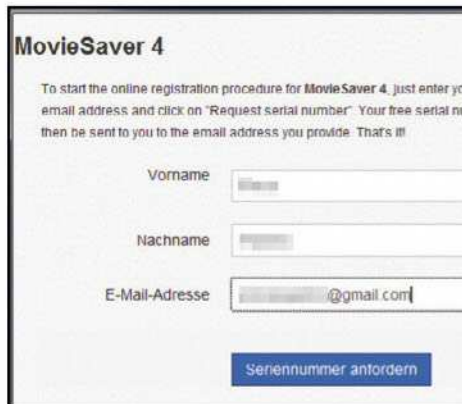 MovieSaver 4
To start the online registration procedure for MovieSaver 4, just enter
email address and click on "Request serial number". Your free serial
then be sent to you to the email address you provide. That's it!
Vorname
Nachname
E-Mail-Adresse
@gmail.com
Seriennummer anfordern